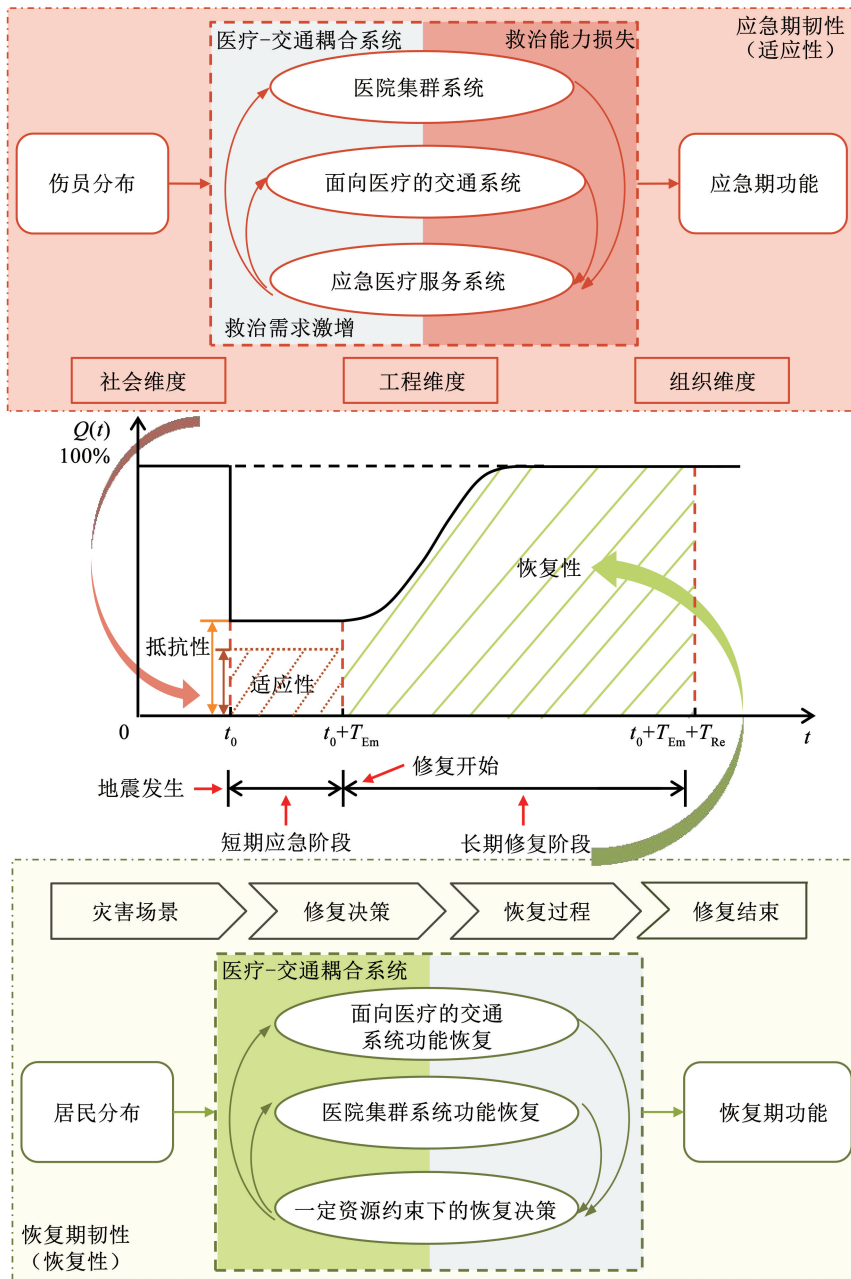 医疗-交通耦合系统
救治能力损失
应急期韧性
（适应性）
医院集群系统
伤员分布
面向医疗的交通系统
应急期功能
应急医疗服务系统
救治需求激增
社会维度
工程维度
组织维度
Q(t)
100%
恢复性
抵抗性
适应性
0
t₀
t₀+T_Em
t₀+T_Em+T_Re
t
地震发生
修复开始
短期应急阶段
长期修复阶段
灾害场景
修复决策
恢复过程
修复结束
医疗-交通耦合系统
面向医疗的交通
系统功能恢复
居民分布
医院集群系统功能恢复
恢复期功能
一定资源约束下的恢复决策
恢复期韧性
（恢复性）